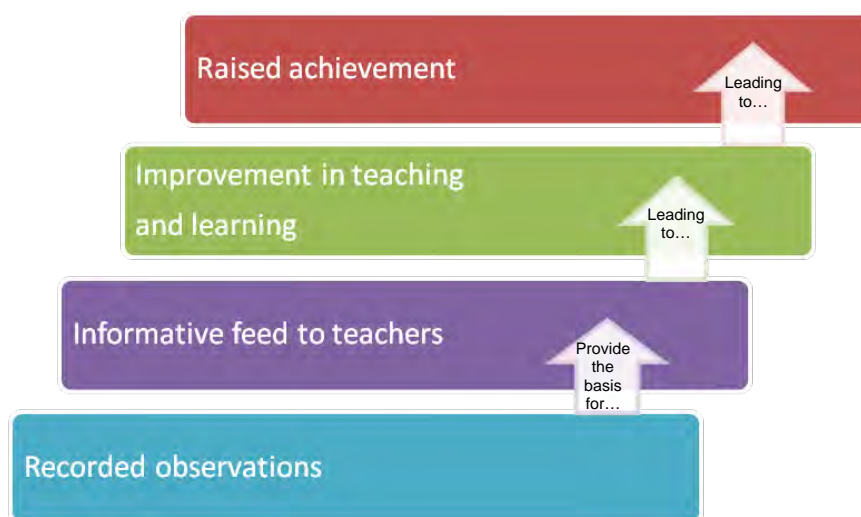 Raised achievement
Leading
to…
Improvement in teaching
and learning
Leading
to…
Informative feed to teachers
Provide
the
basis
for…
Recorded observations